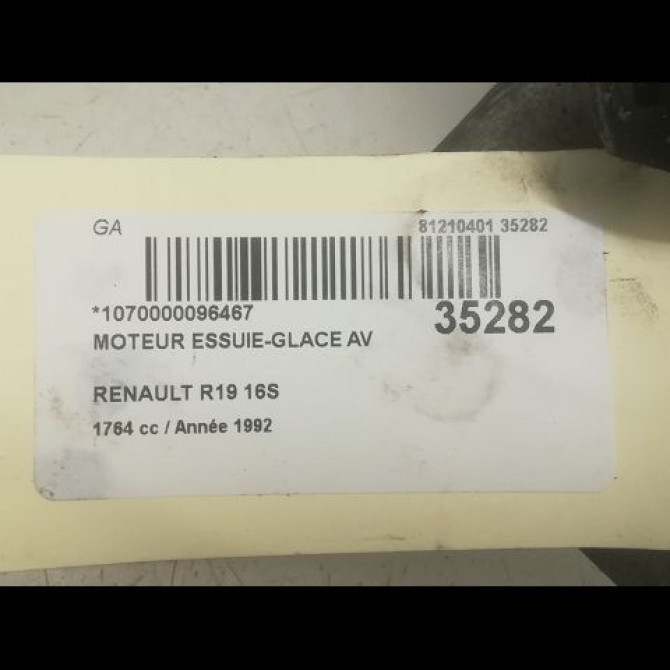 GA 81210401 35282
*1070000096467 35282
MOTEUR ESSUIE-GLACE AV
RENAULT R19 16S
1764 cc / Année 1992